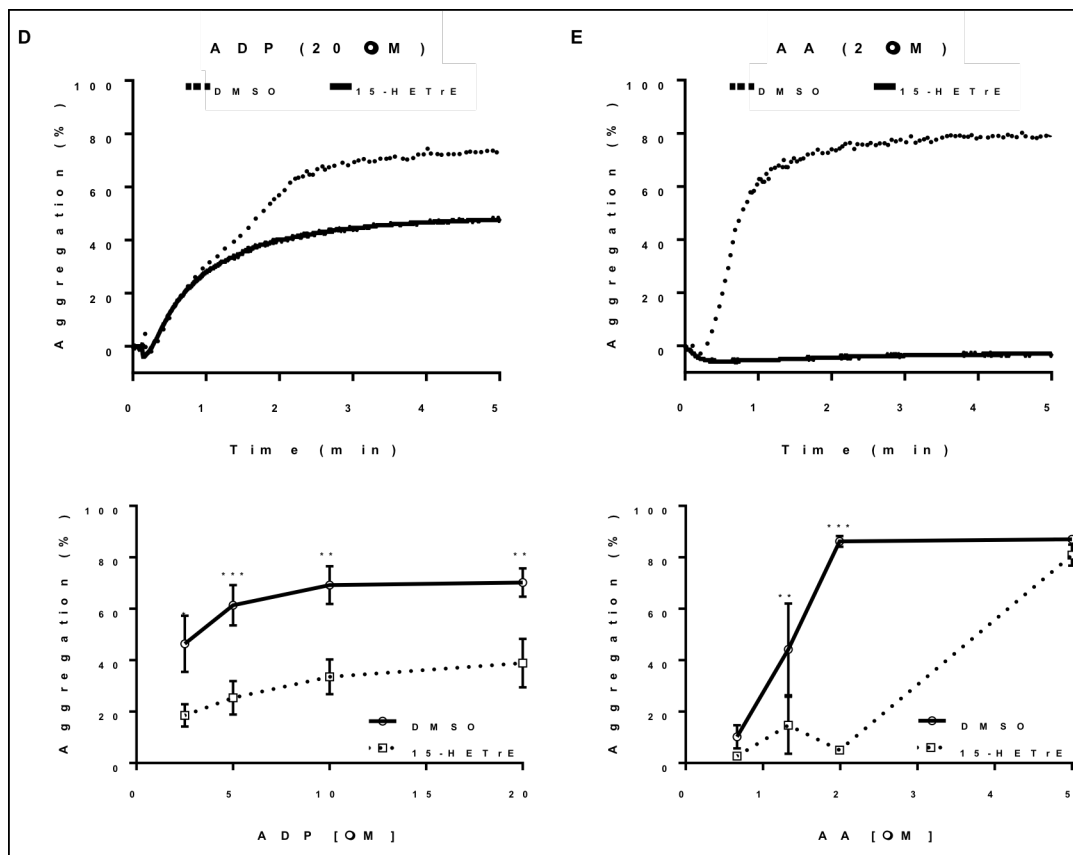 D
ADP (20 ❍M)
DMSO 15-HETrE
Aggregation (%)
100
80
60
40
20
0
0 1 2 3 4 5
Time (min)
E
AA (2 ❍M)
DMSO 15-HETrE
Aggregation (%)
100
80
60
40
20
0
0 1 2 3 4 5
Time (min)
Aggregation (%)
100
80
60
40
20
0
*
***
**
**
DMSO
15-HETrE
0 5 10 15 20
ADP [❍M]
Aggregation (%)
100
80
60
40
20
0
**
***
DMSO
15-HETrE
0 1 2 3 4 5
AA [❍M]